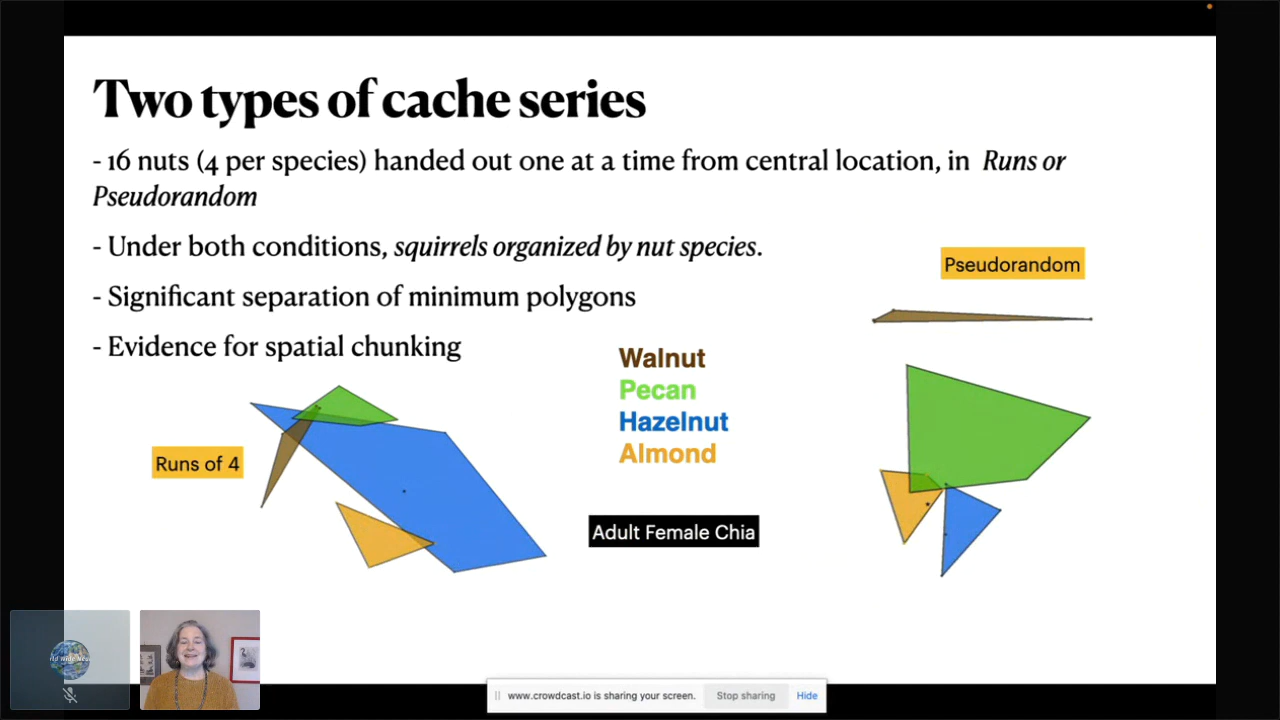 Two types of cache series
- 16 nuts (4 per species) handed out one at a time from central location, in Runs or
Pseudorandom
- Under both conditions, squirrels organized by nut species.
- Significant separation of minimum polygons
- Evidence for spatial chunking
Pseudorandom
Walnut
Pecan
Hazelnut
Almond
Runs of 4
Adult Female Chia
www.crowdcast.io is sharing your screen.
Stop sharing
Hide